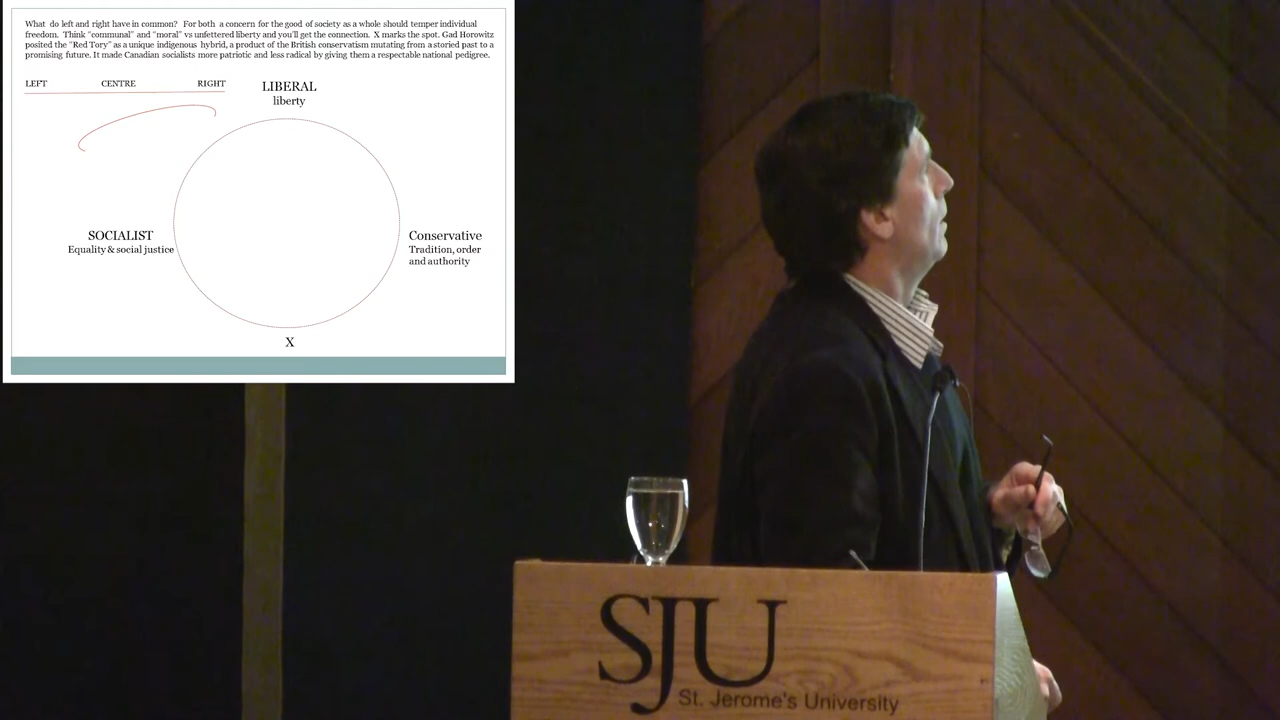 What do left and right have in common? For both a concern for the good of society as a whole should temper individual
freedom. Think "communal" and "moral" vs unfettered liberty and you'll get the connection. X marks the spot. Gad Horowitz
posited the "Red Tory" as a unique indigenous hybrid, a product of the British conservatism mutating from a storied past to a
promising future. It made Canadian socialists more patriotic and less radical by giving them a respectable national pedigree.
LEFT CENTRE RIGHT
LIBERAL
liberty
SOCIALIST
Equality & social justice
Conservative
Tradition, order
and authority
X
SJU
St. Jerome's University